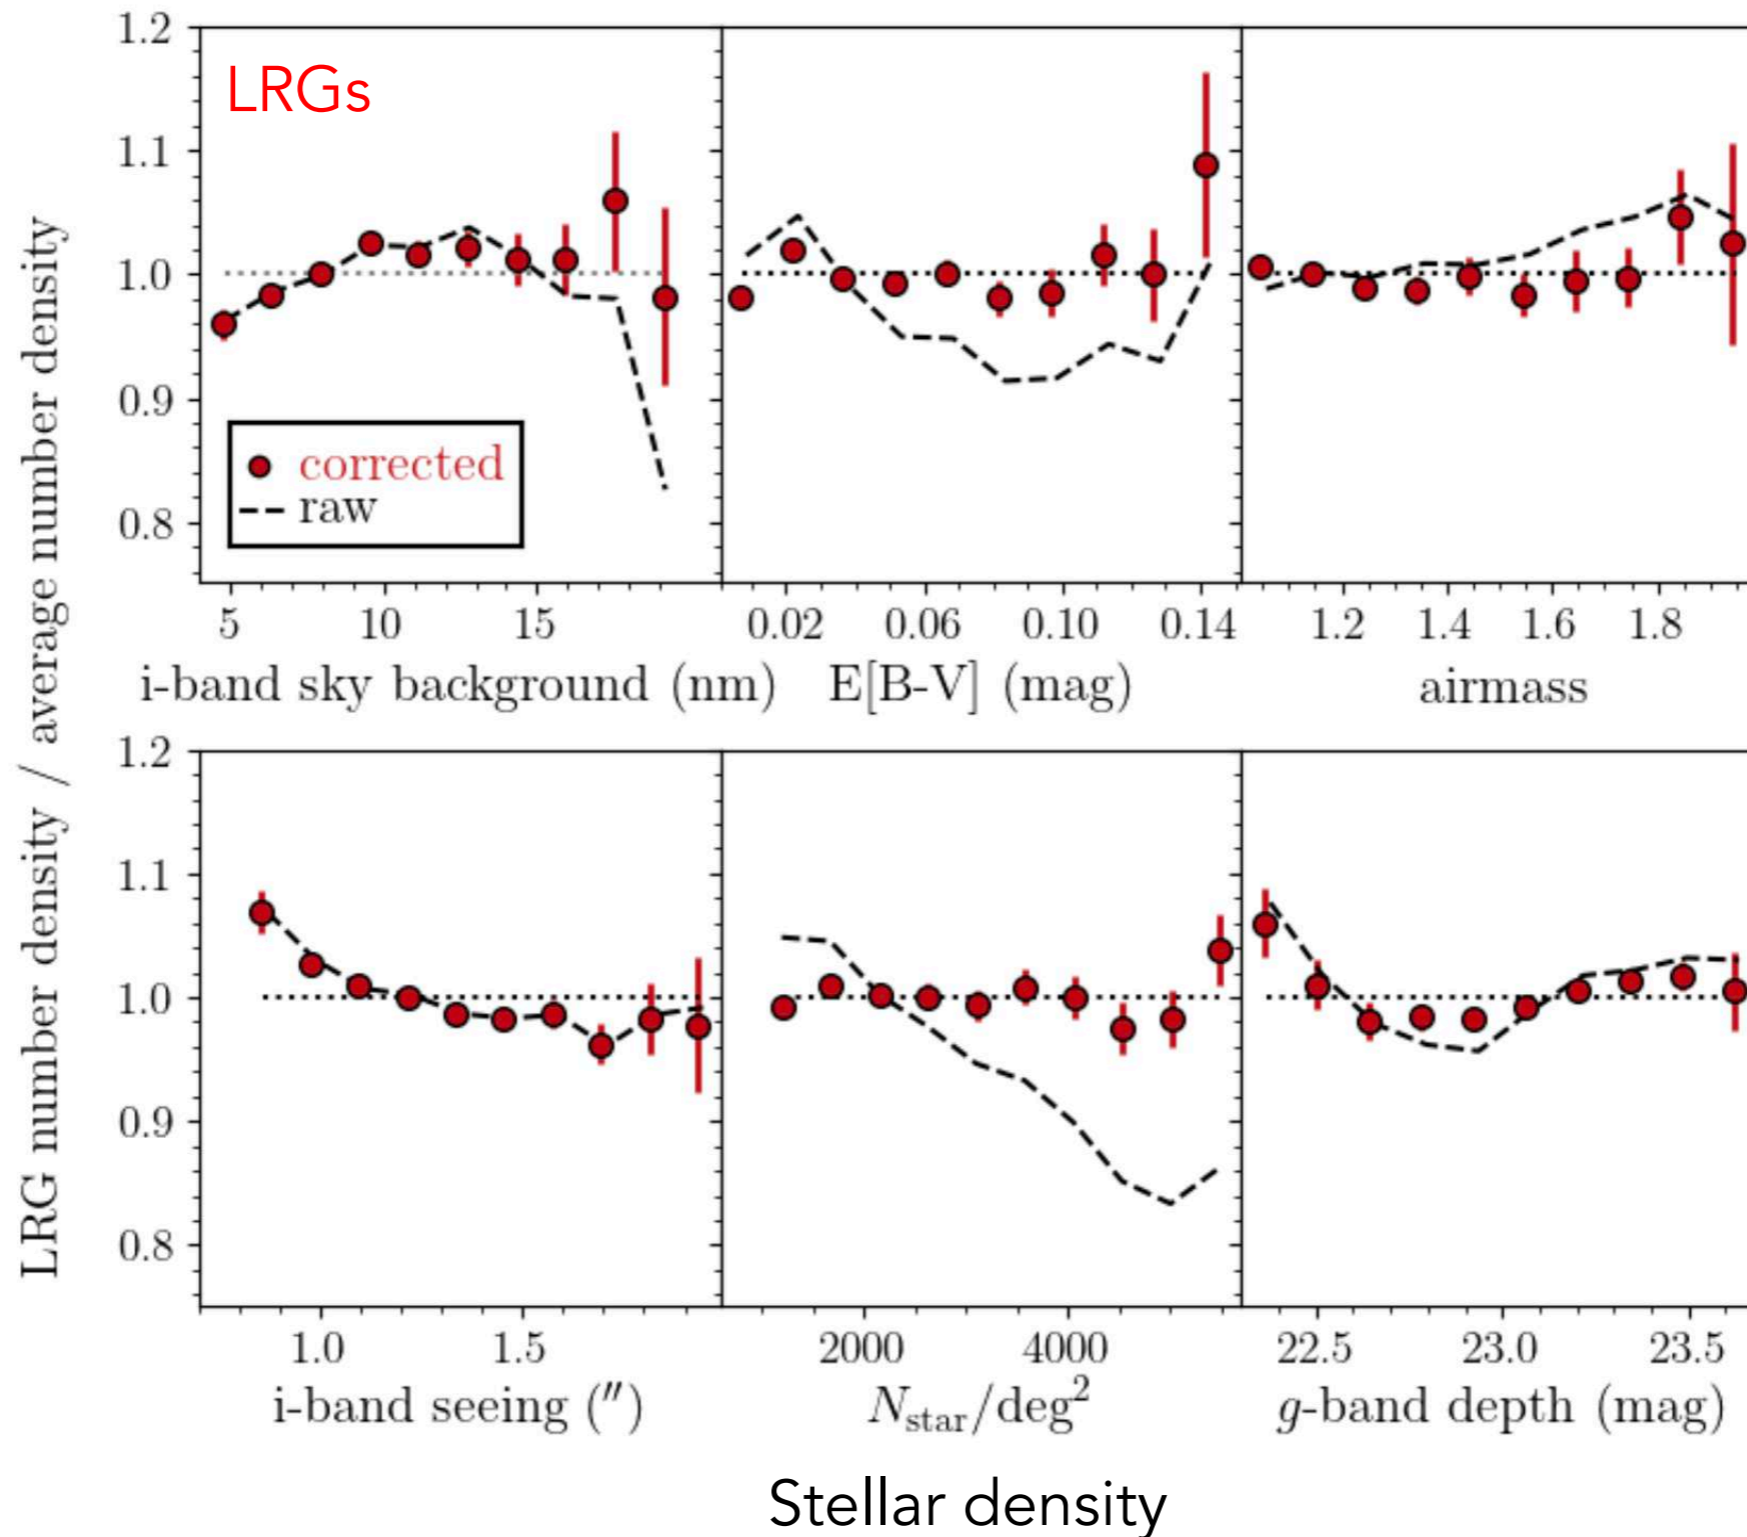 LRG number density / average number density
1.2
1.1
1.0
0.9
0.8
LRGs
corrected
raw
5 10 15
0.02 0.06 0.10 0.14
1.2 1.4 1.6 1.8
i-band sky background (nm)
E[B-V] (mag)
airmass
1.2
1.1
1.0
0.9
0.8
1.0 1.5
2000 4000
22.5 23.0 23.5
i-band seeing (″)
N_star/deg²
g-band depth (mag)
Stellar density